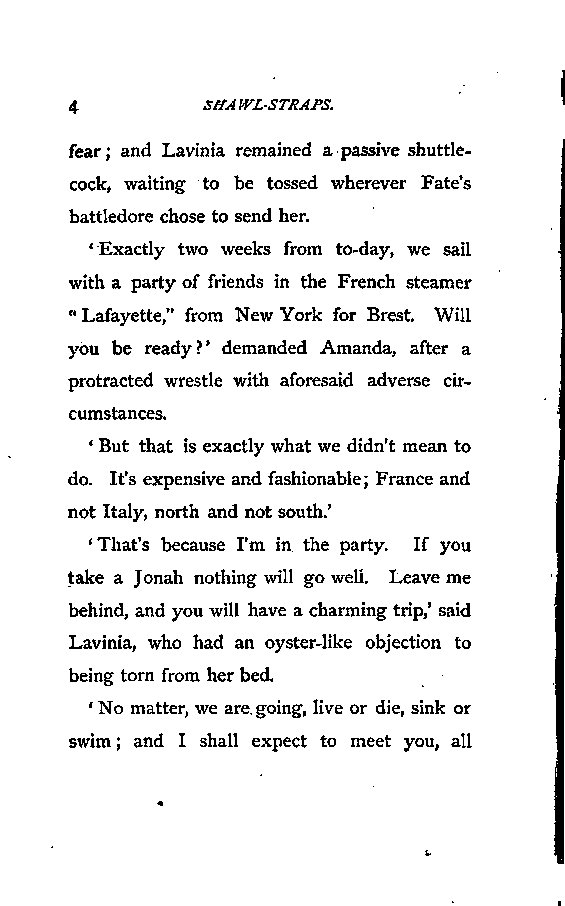 4 SHAWL-STRAPS.
fear; and Lavinia remained a passive shuttle-
cock, waiting to be tossed wherever Fate's
battledore chose to send her.
'Exactly two weeks from to-day, we sail
with a party of friends in the French steamer
"Lafayette," from New York for Brest. Will
you be ready?' demanded Amanda, after a
protracted wrestle with aforesaid adverse cir-
cumstances.
'But that is exactly what we didn't mean to
do. It's expensive and fashionable; France and
not Italy, north and not south.'
'That's because I'm in the party. If you
take a Jonah nothing will go well. Leave me
behind, and you will have a charming trip,' said
Lavinia, who had an oyster-like objection to
being torn from her bed.
'No matter, we are going, live or die, sink or
swim; and I shall expect to meet you, all